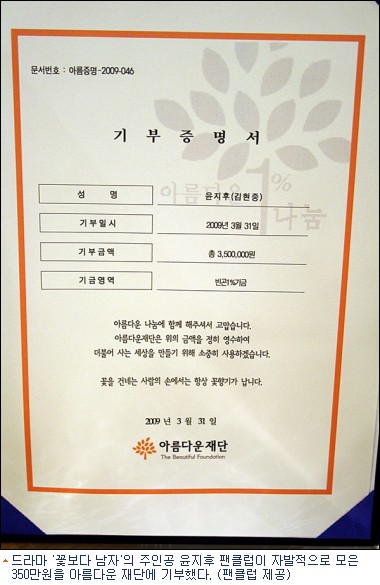 문서번호 : 아름증명-2009-046
기 부 증 명 서
아름다운 1%
나눔
성 명 윤지후(김현중)
기부일시 2009년 3월 31일
기부금액 총 3,500,000원
기금영역 빈곤1%기금
아름다운 나눔에 함께 해주셔서 고맙습니다.
아름다운재단은 위의 금액을 정히 영수하여
더불어 사는 세상을 만들기 위해 소중히 사용하겠습니다.
꽃을 건네는 사람의 손에서는 항상 꽃향기가 납니다.
2009 년 3 월 31 일
아름다운재단
The Beautiful Foundation
드라마 '꽃보다 남자'의 주인공 윤지후 팬클럽이 자발적으로 모은
350만원을 아름다운 재단에 기부했다. (팬클럽 제공)